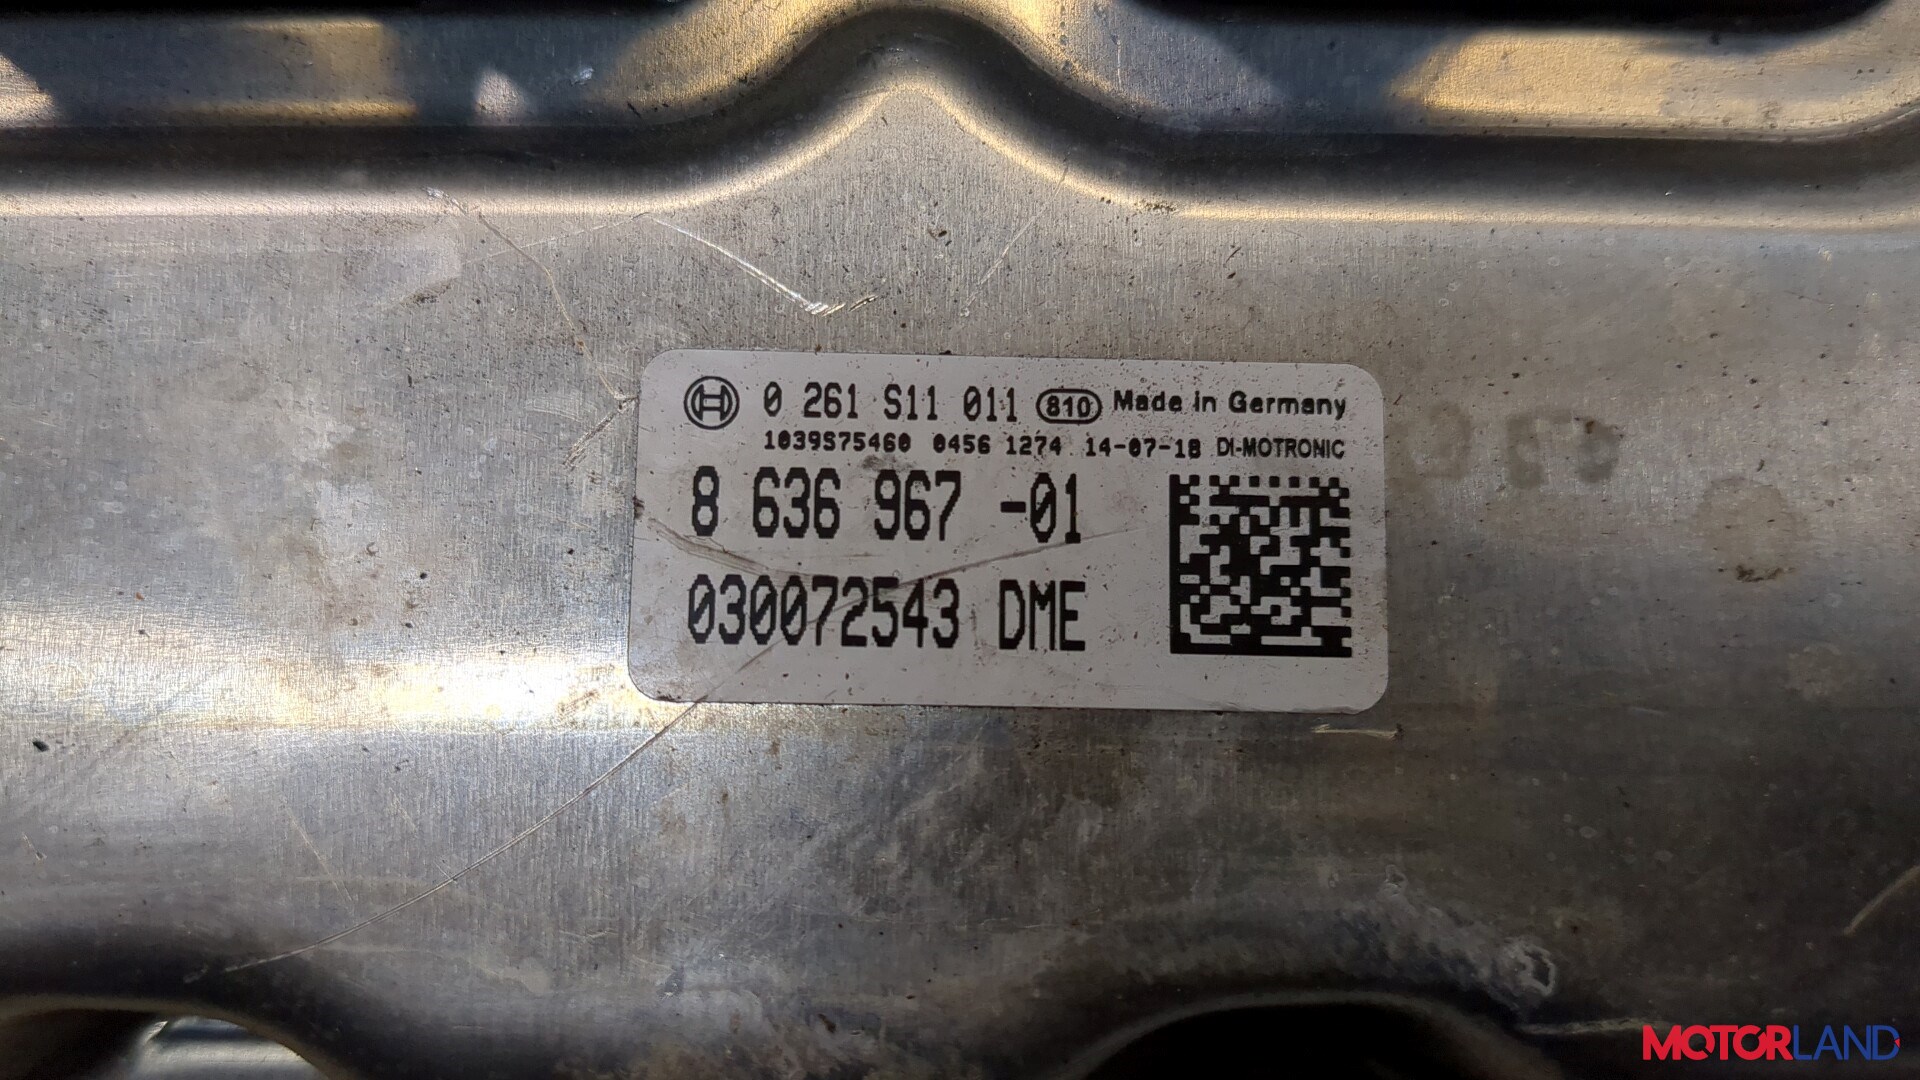 0 261 S11 011 810 Made in Germany
1039S75460 0456 1274 14-07-18 DI-MOTRONIC
8 636 967 -01
030072543 DME
MOTORLAND